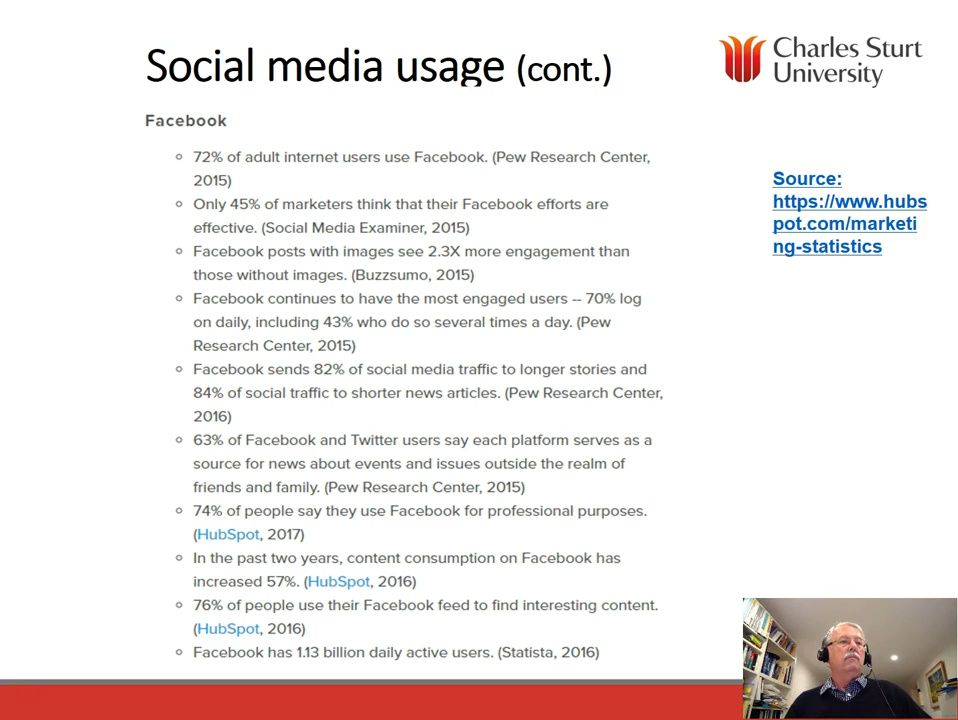 Social media usage (cont.)
Charles Sturt
University
Facebook
72% of adult internet users use Facebook. (Pew Research Center,
2015)
Only 45% of marketers think that their Facebook efforts are
effective. (Social Media Examiner, 2015)
Facebook posts with images see 2.3X more engagement than
those without images. (Buzzsumo, 2015)
Facebook continues to have the most engaged users -- 70% log
on daily, including 43% who do so several times a day. (Pew
Research Center, 2015)
Facebook sends 82% of social media traffic to longer stories and
84% of social traffic to shorter news articles. (Pew Research Center,
2016)
63% of Facebook and Twitter users say each platform serves as a
source for news about events and issues outside the realm of
friends and family. (Pew Research Center, 2015)
74% of people say they use Facebook for professional purposes.
(HubSpot, 2017)
In the past two years, content consumption on Facebook has
increased 57%. (HubSpot, 2016)
76% of people use their Facebook feed to find interesting content.
(HubSpot, 2016)
Facebook has 1.13 billion daily active users. (Statista, 2016)
Source:
https://www.hubs
pot.com/marketi
ng-statistics